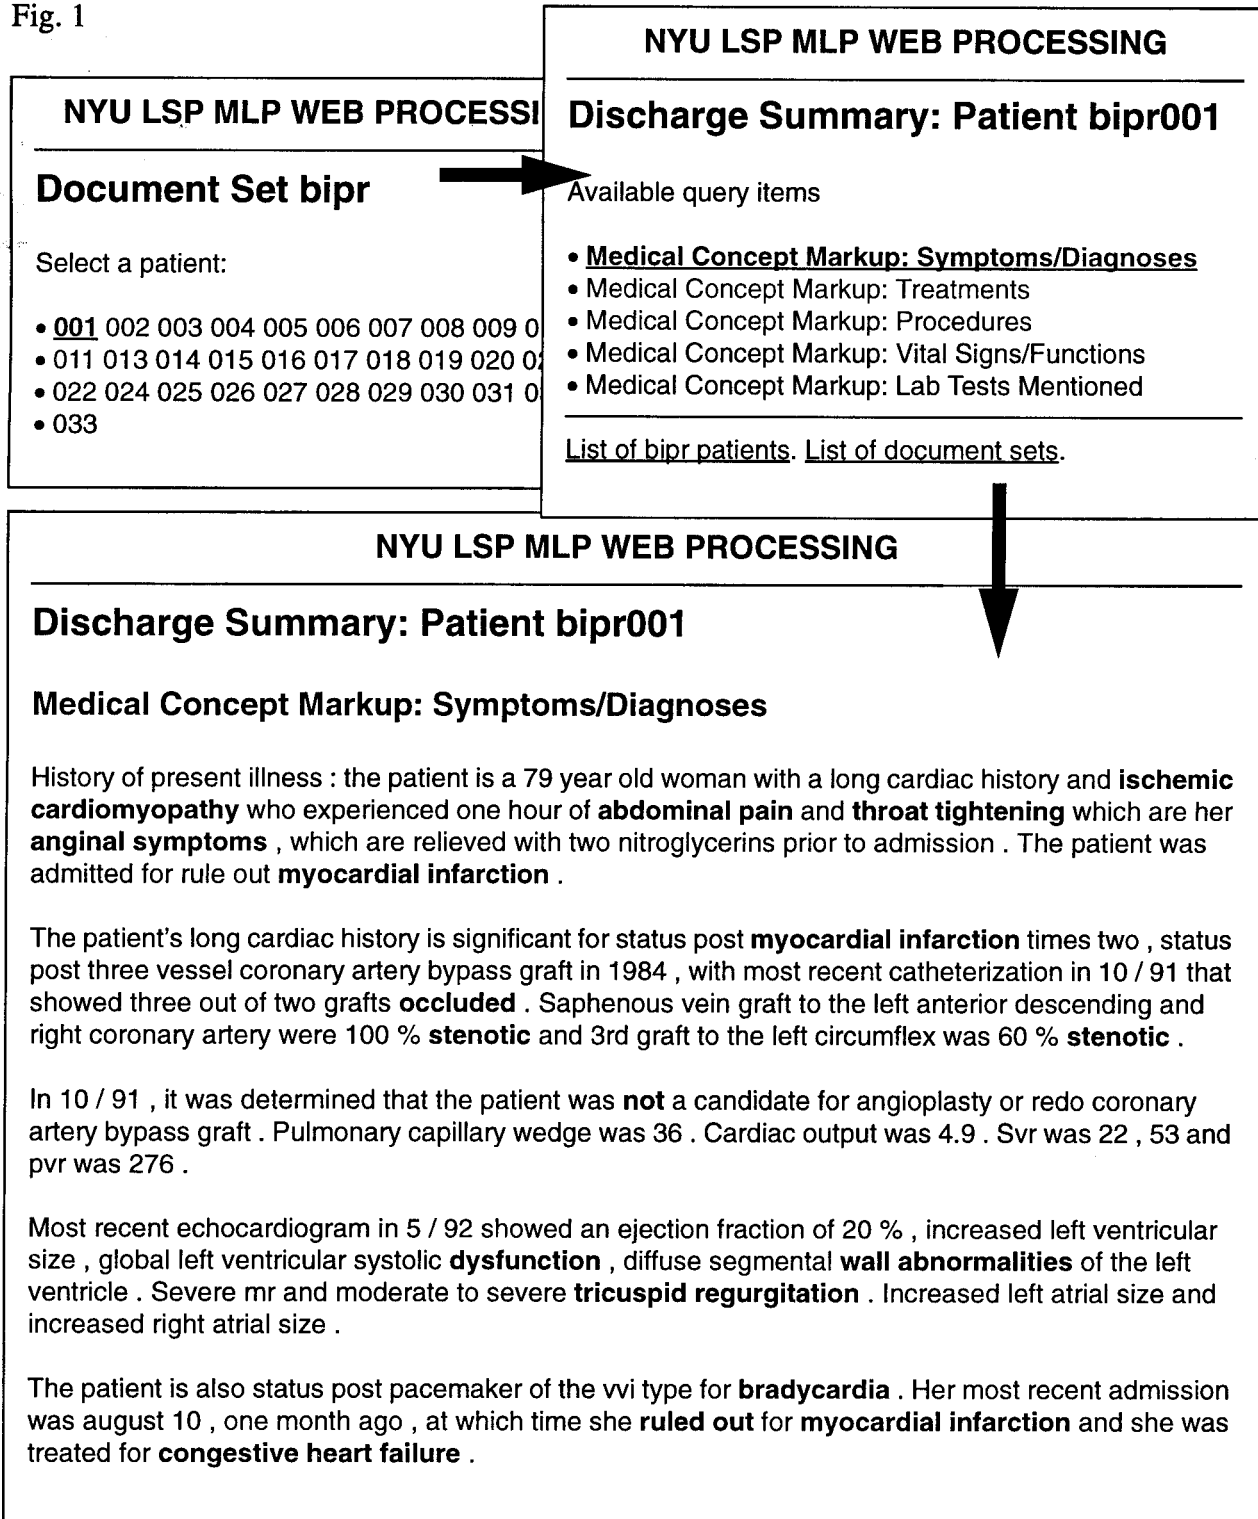 Fig. 1
NYU LSP MLP WEB PROCESSI
Document Set bipr
Select a patient:
• 001 002 003 004 005 006 007 008 009 0
• 011 013 014 015 016 017 018 019 020 02
• 022 024 025 026 027 028 029 030 031 0
• 033
NYU LSP MLP WEB PROCESSING
Discharge Summary: Patient bipr001
Available query items
• Medical Concept Markup: Symptoms/Diagnoses
• Medical Concept Markup: Treatments
• Medical Concept Markup: Procedures
• Medical Concept Markup: Vital Signs/Functions
• Medical Concept Markup: Lab Tests Mentioned
List of bipr patients. List of document sets.
NYU LSP MLP WEB PROCESSING
Discharge Summary: Patient bipr001
Medical Concept Markup: Symptoms/Diagnoses
History of present illness : the patient is a 79 year old woman with a long cardiac history and ischemic
cardiomyopathy who experienced one hour of abdominal pain and throat tightening which are her
anginal symptoms , which are relieved with two nitroglycerins prior to admission . The patient was
admitted for rule out myocardial infarction .
The patient's long cardiac history is significant for status post myocardial infarction times two , status
post three vessel coronary artery bypass graft in 1984 , with most recent catheterization in 10 / 91 that
showed three out of two grafts occluded . Saphenous vein graft to the left anterior descending and
right coronary artery were 100 % stenotic and 3rd graft to the left circumflex was 60 % stenotic .
In 10 / 91 , it was determined that the patient was not a candidate for angioplasty or redo coronary
artery bypass graft . Pulmonary capillary wedge was 36 . Cardiac output was 4.9 . Svr was 22 , 53 and
pvr was 276 .
Most recent echocardiogram in 5 / 92 showed an ejection fraction of 20 % , increased left ventricular
size , global left ventricular systolic dysfunction , diffuse segmental wall abnormalities of the left
ventricle . Severe mr and moderate to severe tricuspid regurgitation . Increased left atrial size and
increased right atrial size .
The patient is also status post pacemaker of the vvi type for bradycardia . Her most recent admission
was august 10 , one month ago , at which time she ruled out for myocardial infarction and she was
treated for congestive heart failure .